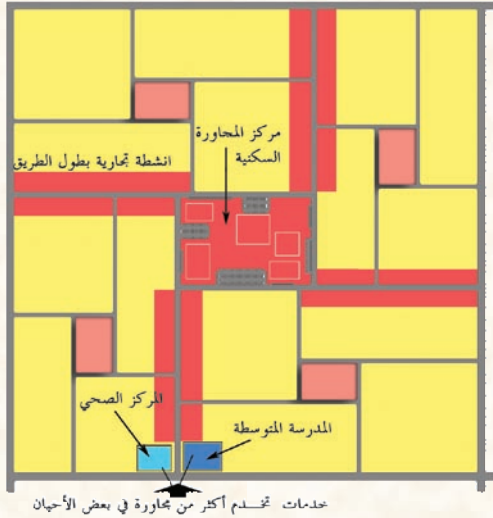 مركز المجاورة
السكنية
انشطة تجارية بطول الطريق
المركز الصحي
المدرسة المتوسطة
خدمات تخدم أكثر من مجاورة في بعض الأحيان